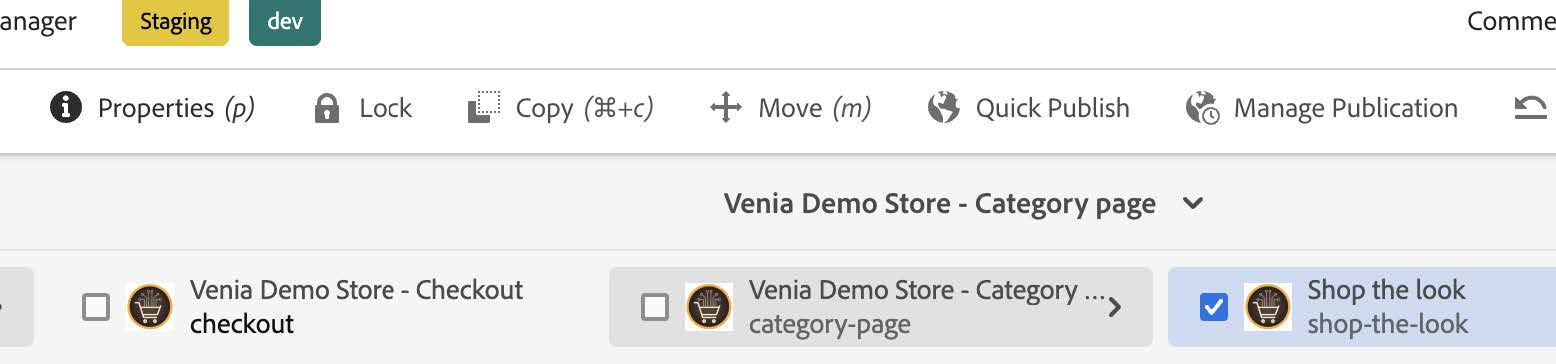 anager Staging dev Comme
Properties (p) Lock Copy (⌘+c) Move (m) Quick Publish Manage Publication
Venia Demo Store - Category page
Venia Demo Store - Checkout
checkout
Venia Demo Store - Category ...
category-page
Shop the look
shop-the-look